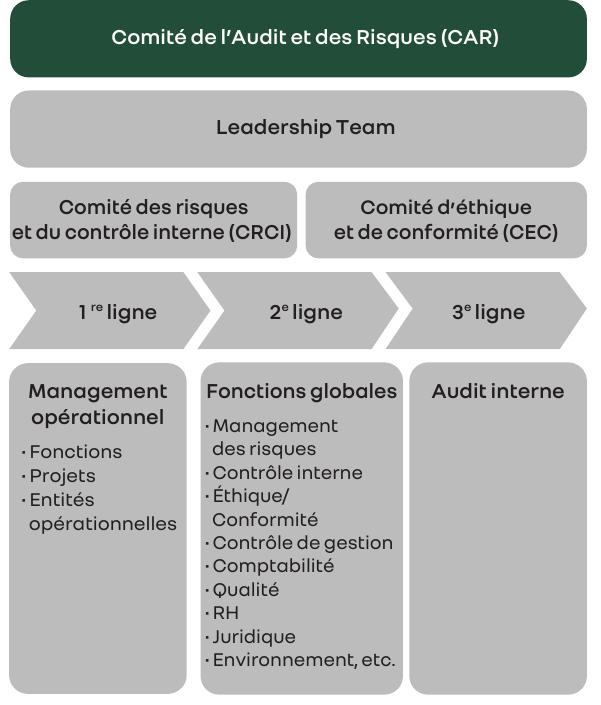 Comité de l'Audit et des Risques (CAR)
Leadership Team
Comité des risques
et du contrôle interne (CRCI)
Comité d'éthique
et de conformité (CEC)
1 re ligne
2e ligne
3e ligne
Management
opérationnel
· Fonctions
· Projets
· Entités
opérationnelles
Fonctions globales
· Management
des risques
· Contrôle interne
· Éthique/
Conformité
· Contrôle de gestion
· Comptabilité
· Qualité
· RH
· Juridique
· Environnement, etc.
Audit interne